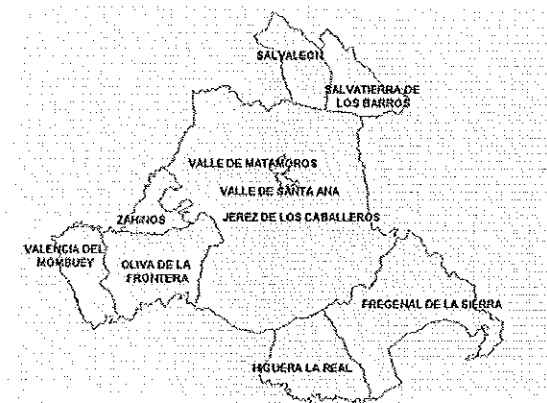 SALVALEON
SALVATIERRA DE
LOS BARROS
VALLE DE MATAMOROS
VALLE DE SANTA ANA
ZAHINOS
JEREZ DE LOS CABALLEROS
VALENCIA DEL
MOMBUEY
OLIVA DE LA
FRONTERA
FREGENAL DE LA SIERRA
HIGUERA LA REAL